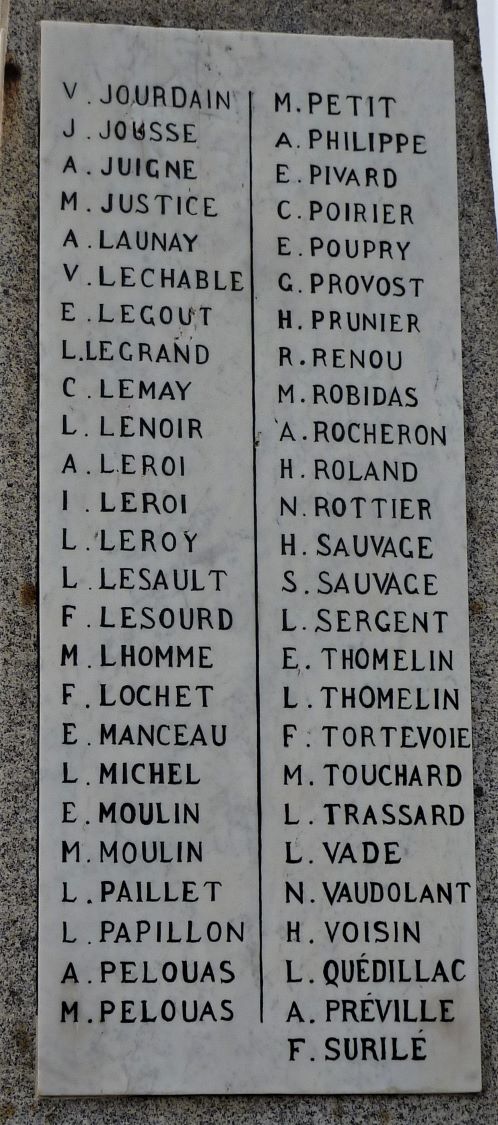 V. JOURDAIN
J. JOUSSE
A. JUIGNE
M. JUSTICE
A. LAUNAY
V. LECHABLE
E. LEGOUT
L. LEGRAND
C. LEMAY
L. LENOIR
A. LEROI
I. LEROI
L. LEROY
L. LESAULT
F. LESOURD
M. LHOMME
F. LOCHET
E. MANCEAU
L. MICHEL
E. MOULIN
M. MOULIN
L. PAILLET
L. PAPILLON
A. PELOUAS
M. PELOUAS
M. PETIT
A. PHILIPPE
E. PIVARD
C. POIRIER
E. POUPRY
G. PROVOST
H. PRUNIER
R. RENOU
M. ROBIDAS
A. ROCHERON
H. ROLAND
N. ROTTIER
H. SAUVAGE
S. SAUVAGE
L. SERGENT
E. THOMELIN
L. THOMELIN
F. TORTEVOIE
M. TOUCHARD
L. TRASSARD
L. VADE
N. VAUDOLANT
H. VOISIN
L. QUÉDILLAC
A. PRÉVILLE
F. SURILÉ